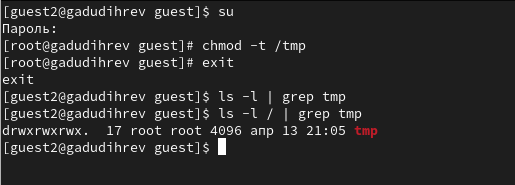 [guest2@gadudihrev guest]$ su
Пароль:
[root@gadudihrev guest]# chmod -t /tmp
[root@gadudihrev guest]# exit
exit
[guest2@gadudihrev guest]$ ls -l | grep tmp
[guest2@gadudihrev guest]$ ls -l / | grep tmp
drwxrwxrwx.  17 root root 4096 апр 13 21:05 tmp
[guest2@gadudihrev guest]$